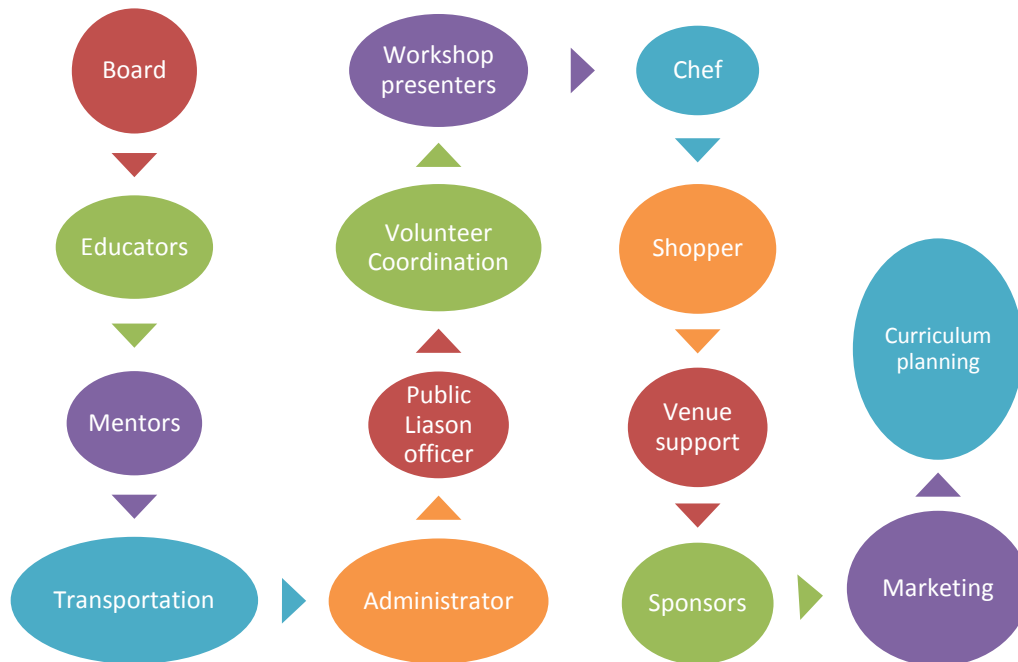 Board
Educators
Mentors
Transportation
Administrator
Public
Liason
officer
Volunteer
Coordination
Workshop
presenters
Chef
Shopper
Venue
support
Sponsors
Marketing
Curriculum
planning